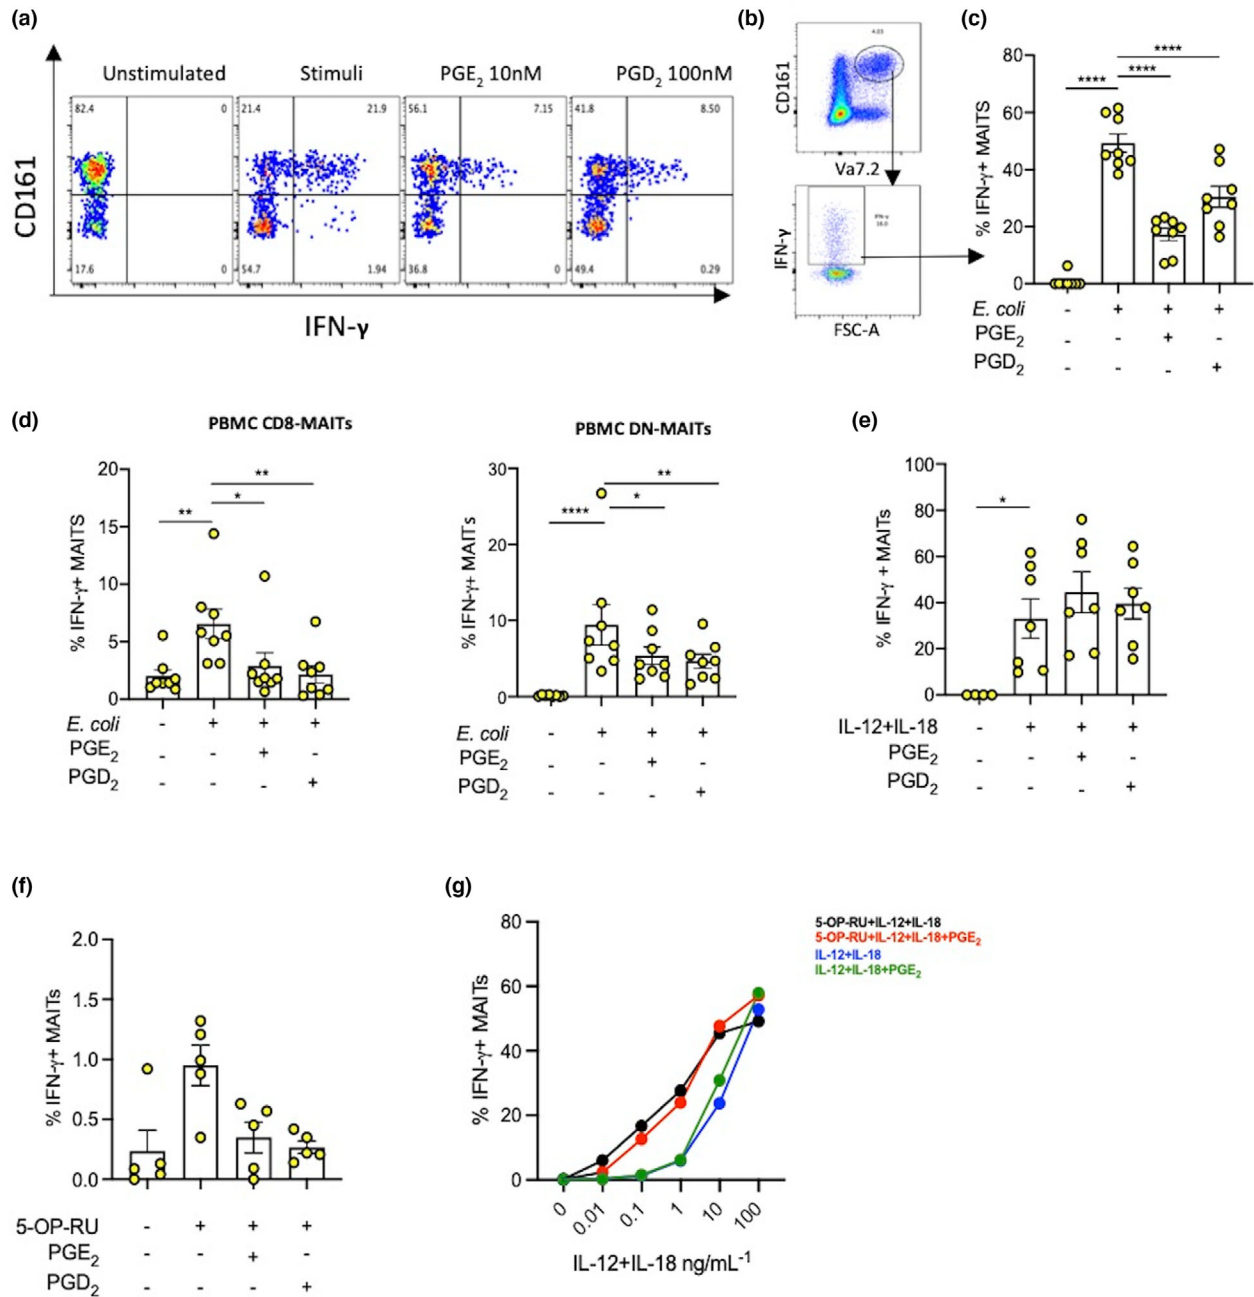 (a)
Unstimulated Stimuli PGE2 10nM PGD2 100nM
82.4 0 21.4 21.9 56.1 7.15 41.8 8.50
CD161
17.6 0 54.7 1.94 36.8 0 49.4 0.29
IFN-γ
(b)
CD161
Va7.2
IFN-γ
FSC-A
(c)
% IFN-γ+ MAITS
80
60
40
20
0
**** **** ****
E. coli - + + +
PGE2 - - + -
PGD2 - - - +
(d)
PBMC CD8-MAITs
% IFN-γ+ MAITS
20
15
10
5
0
** * **
E. coli - + + +
PGE2 - - + -
PGD2 - - - +
PBMC DN-MAITs
% IFN-γ+ MAITs
30
20
10
0
**** * **
E. coli - + + +
PGE2 - - + -
PGD2 - - - +
(e)
% IFN-γ + MAITs
100
80
60
40
20
0
*
IL-12+IL-18 - + + +
PGE2 - - + -
PGD2 - - - +
(f)
% IFN-γ+ MAITs
2.0
1.5
1.0
0.5
0.0
5-OP-RU - + + +
PGE2 - - + -
PGD2 - - - +
(g)
% IFN-γ+ MAITs
80
60
40
20
0
0 0.01 0.1 1 10 100
IL-12+IL-18 ng/mL-1
5-OP-RU+IL-12+IL-18
5-OP-RU+IL-12+IL-18+PGE2
IL-12+IL-18
IL-12+IL-18+PGE2